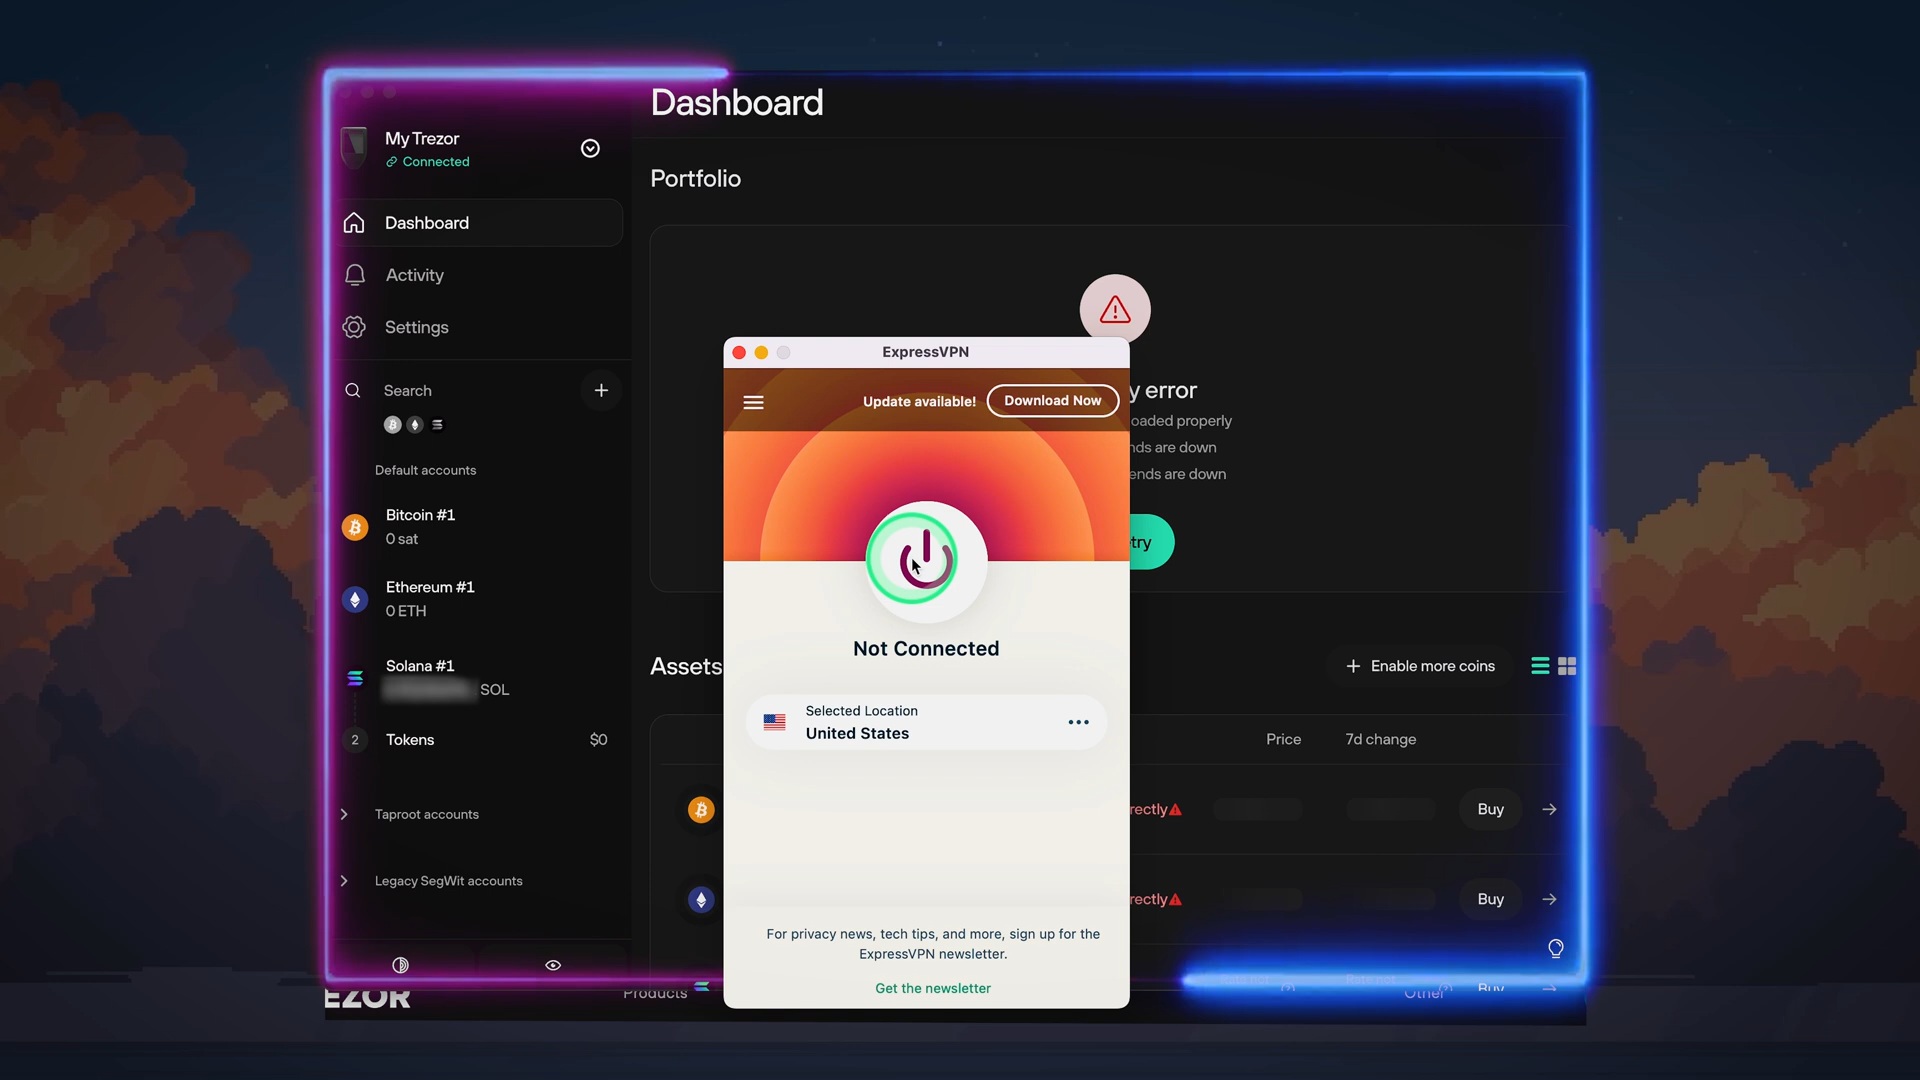 Dashboard
My Trezor
Connected
Portfolio
Dashboard
Activity
Settings
Search
Default accounts
Bitcoin #1
0 sat
Ethereum #1
0 ETH
Solana #1
SOL
2
Tokens
$0
Taproot accounts
Legacy SegWit accounts
y error
oaded properly
nds are down
ends are down
try
ExpressVPN
Update available!
Download Now
Not Connected
Selected Location
United States
For privacy news, tech tips, and more, sign up for the
ExpressVPN newsletter.
Get the newsletter
Assets
Enable more coins
Price
7d change
rectly
Buy
rectly
Buy
EZOR
Products
Other
Buy